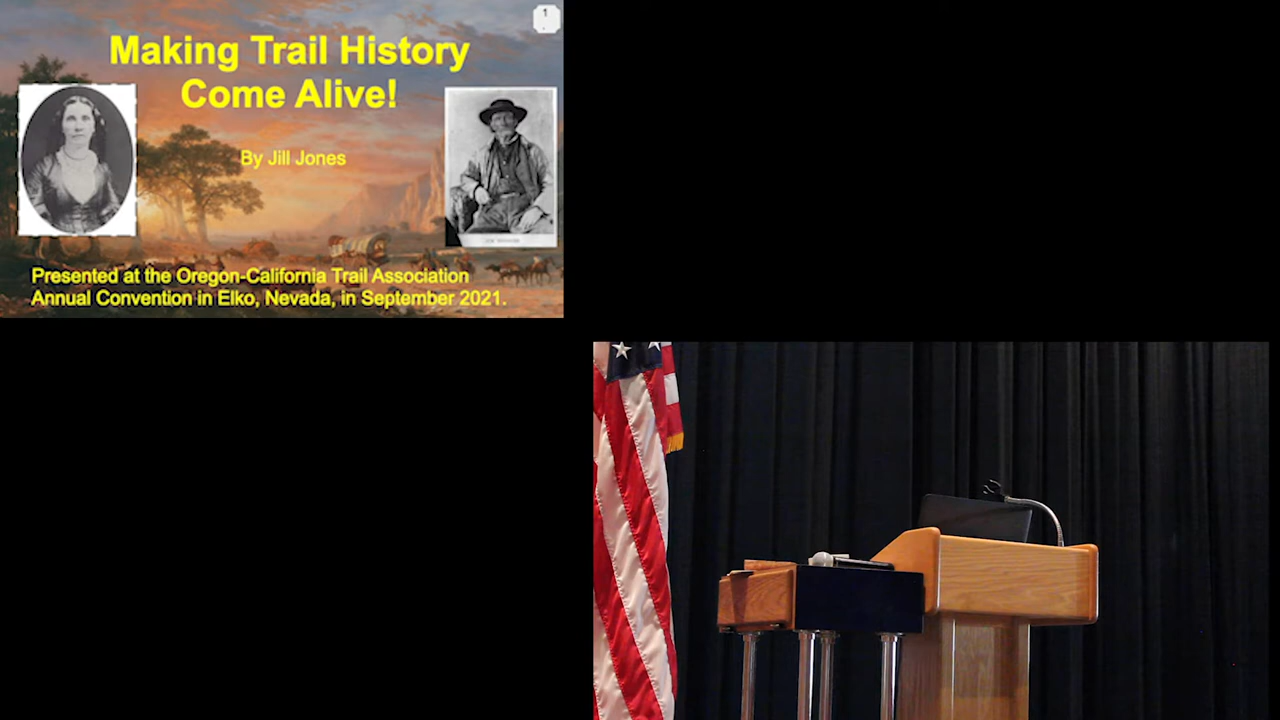 1
Making Trail History
Come Alive!
By Jill Jones
Presented at the Oregon-California Trail Association
Annual Convention in Elko, Nevada, in September 2021.